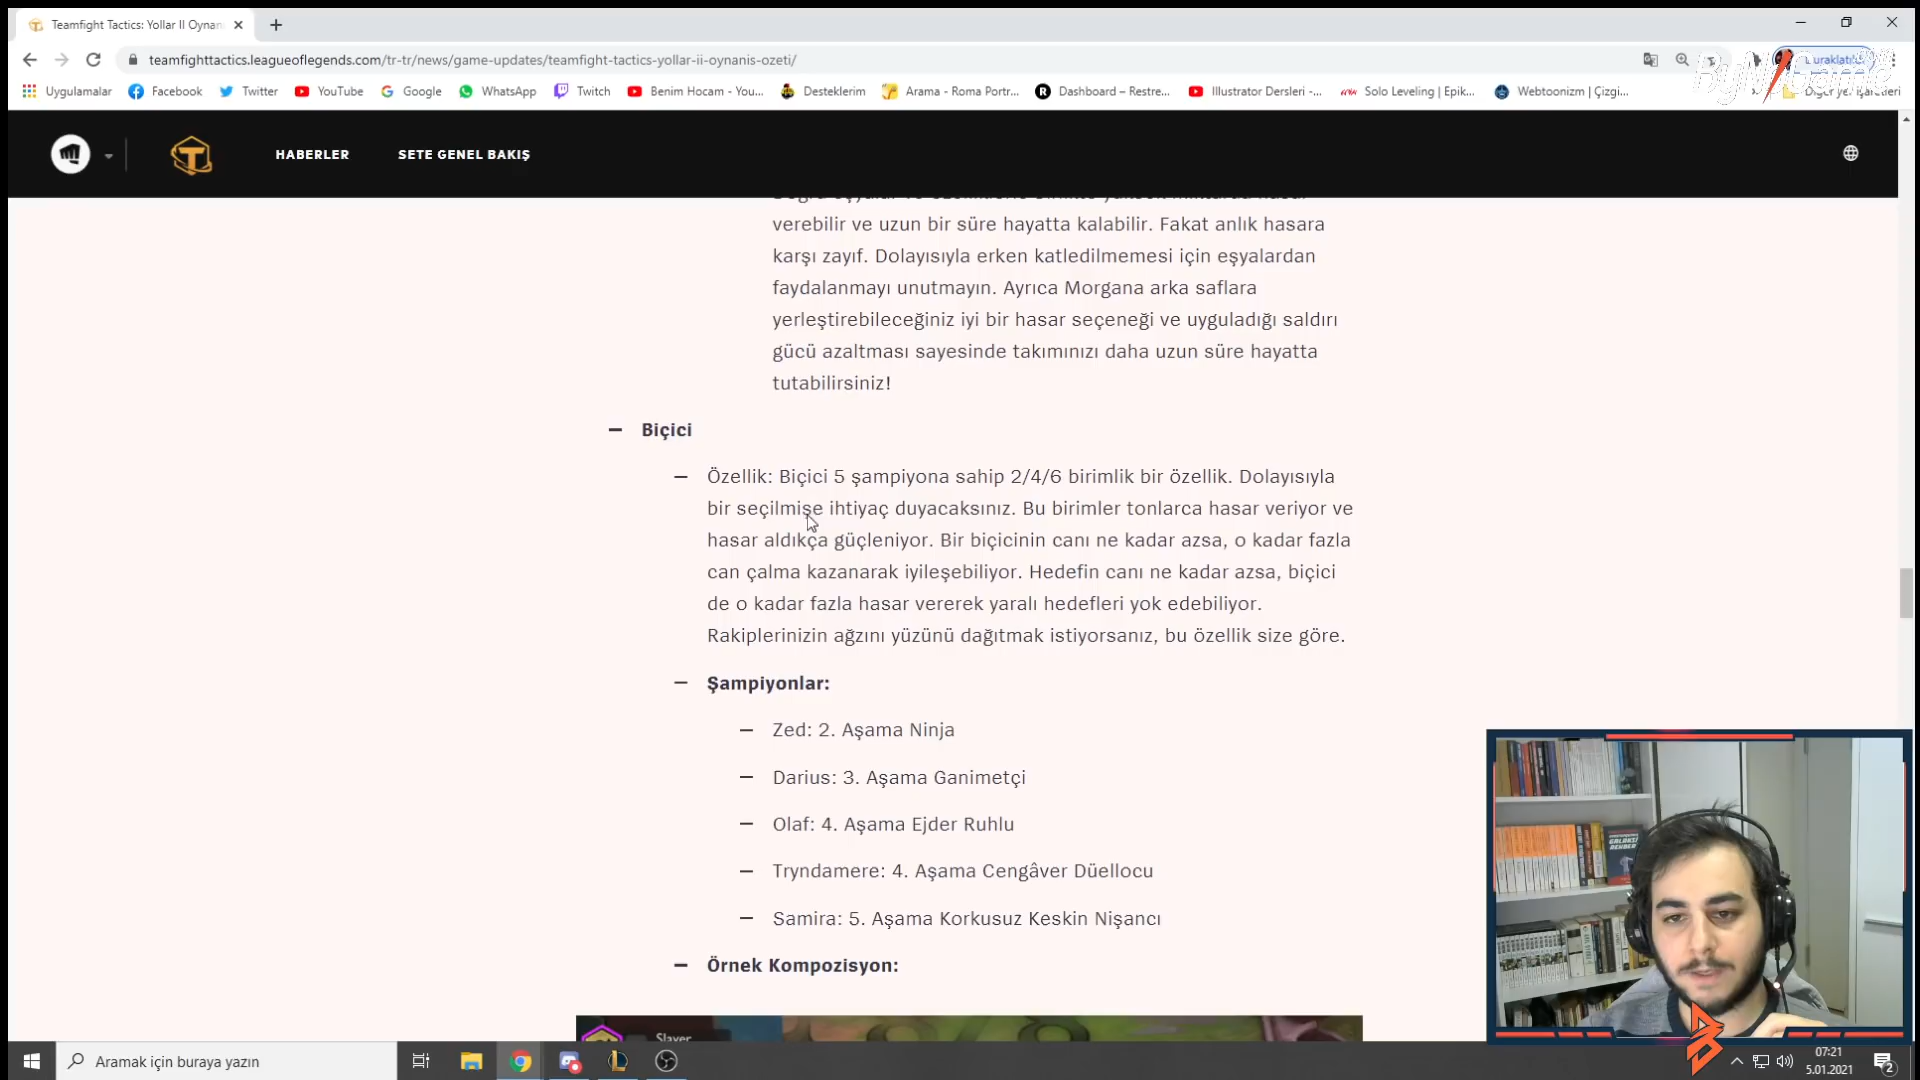 Teamfight Tactics: Yollar II Oynan
teamfighttactics.leagueoflegends.com/tr-tr/news/game-updates/teamfight-tactics-yollar-ii-oynanis-ozeti/
Uygulamalar Facebook Twitter YouTube Google WhatsApp Twitch Benim Hocam - You... Desteklerim Arama - Roma Portr... Dashboard – Restre... Illustrator Dersleri -... Solo Leveling | Epik... Webtoonizm | Çizgi...
HABERLER SETE GENEL BAKIŞ
verebilir ve uzun bir süre hayatta kalabilir. Fakat anlık hasara
karşı zayıf. Dolayısıyla erken katledilmemesi için eşyalardan
faydalanmayı unutmayın. Ayrıca Morgana arka saflara
yerleştirebileceğiniz iyi bir hasar seçeneği ve uyguladığı saldırı
gücü azaltması sayesinde takımınızı daha uzun süre hayatta
tutabilirsiniz!
— Biçici
— Özellik: Biçici 5 şampiyona sahip 2/4/6 birimlik bir özellik. Dolayısıyla
bir seçilmişe ihtiyaç duyacaksınız. Bu birimler tonlarca hasar veriyor ve
hasar aldıkça güçleniyor. Bir biçicinin canı ne kadar azsa, o kadar fazla
can çalma kazanarak iyileşebiliyor. Hedefin canı ne kadar azsa, biçici
de o kadar fazla hasar vererek yaralı hedefleri yok edebiliyor.
Rakiplerinizin ağzını yüzünü dağıtmak istiyorsanız, bu özellik size göre.
— Şampiyonlar:
— Zed: 2. Aşama Ninja
— Darius: 3. Aşama Ganimetçi
— Olaf: 4. Aşama Ejder Ruhlu
— Tryndamere: 4. Aşama Cengâver Düellocu
— Samira: 5. Aşama Korkusuz Keskin Nişancı
— Örnek Kompozisyon:
Slayer
Aramak için buraya yazın
07:21
5.01.2021
2